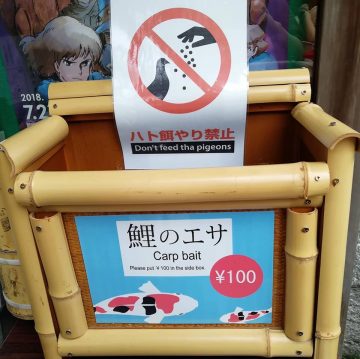 2018.
7.2
ハト餌やり禁止
Don't feed tha pigeons
鯉のエサ
Carp bait
Please put ¥100 in the side box.
¥100